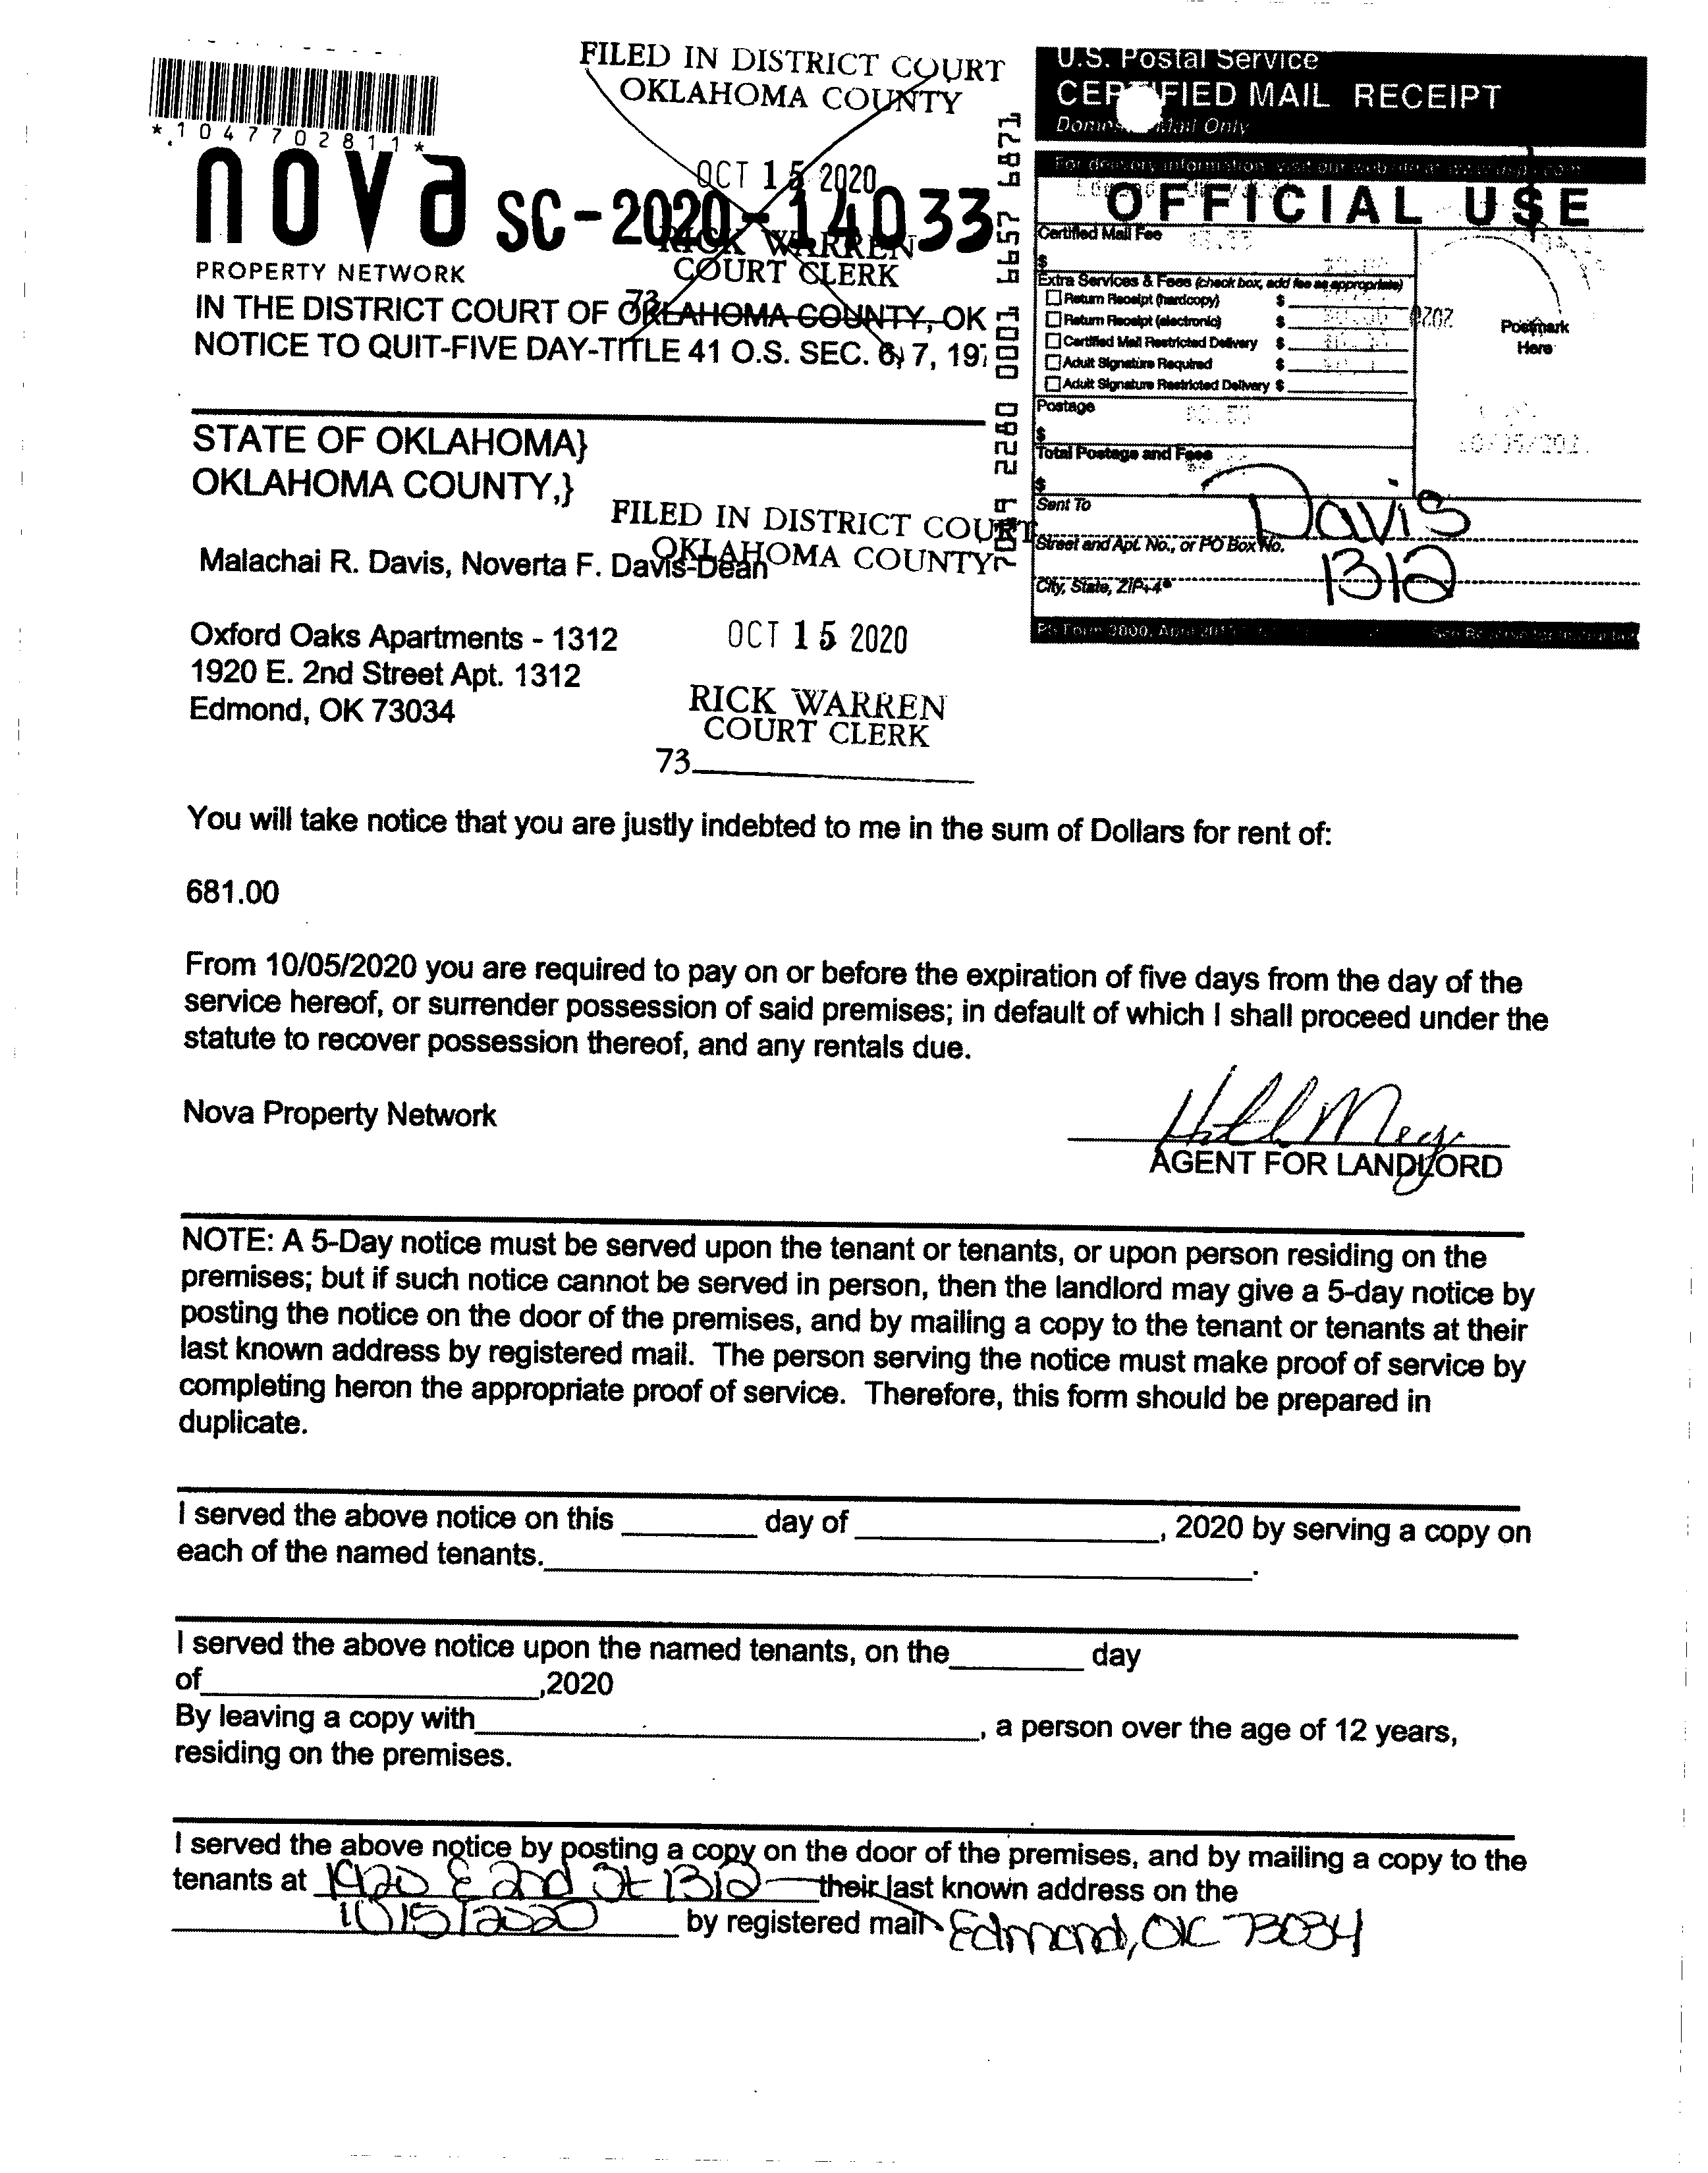 FILED IN DISTRICT COURT
OKLAHOMA COUNTY
*1047702811*
nova
PROPERTY NETWORK
OCT 15 2020
SC-2020-14033
RICK WARREN
COURT CLERK
73
IN THE DISTRICT COURT OF OKLAHOMA COUNTY, OK
NOTICE TO QUIT-FIVE DAY-TITLE 41 O.S. SEC. 6, 7, 197
U.S. Postal Service
CERTIFIED MAIL RECEIPT
Domestic Mail Only
For delivery information, visit our website at
OFFICIAL USE
Certified Mail Fee
$
Extra Services & Fees (check box, add fee as appropriate)
Return Receipt (hardcopy) $
Return Receipt (electronic) $
Certified Mail Restricted Delivery $
Adult Signature Required $
Adult Signature Restricted Delivery $
Postmark
Here
Postage
$
Total Postage and Fees
$
Sent To
Davis
Street and Apt. No., or PO Box No.
1312
City, State, ZIP+4®
PS Form 3800, April
0001 6657 6871
STATE OF OKLAHOMA}
OKLAHOMA COUNTY,}
FILED IN DISTRICT COURT
OKLAHOMA COUNTY
Malachai R. Davis, Noverta F. Davis-Dean
Oxford Oaks Apartments - 1312
1920 E. 2nd Street Apt. 1312
Edmond, OK 73034
OCT 15 2020
RICK WARREN
COURT CLERK
73
You will take notice that you are justly indebted to me in the sum of Dollars for rent of:
681.00
From 10/05/2020 you are required to pay on or before the expiration of five days from the day of the
service hereof, or surrender possession of said premises; in default of which I shall proceed under the
statute to recover possession thereof, and any rentals due.
Nova Property Network
AGENT FOR LANDLORD
NOTE: A 5-Day notice must be served upon the tenant or tenants, or upon person residing on the
premises; but if such notice cannot be served in person, then the landlord may give a 5-day notice by
posting the notice on the door of the premises, and by mailing a copy to the tenant or tenants at their
last known address by registered mail. The person serving the notice must make proof of service by
completing heron the appropriate proof of service. Therefore, this form should be prepared in
duplicate.
I served the above notice on this ________ day of ________________, 2020 by serving a copy on
each of the named tenants.________________.
I served the above notice upon the named tenants, on the________ day
of________________,2020
By leaving a copy with________________, a person over the age of 12 years,
residing on the premises.
I served the above notice by posting a copy on the door of the premises, and by mailing a copy to the
tenants at 1920 E 2nd St 1312 their last known address on the
10/5/2020 by registered mail Edmond, OK 73034